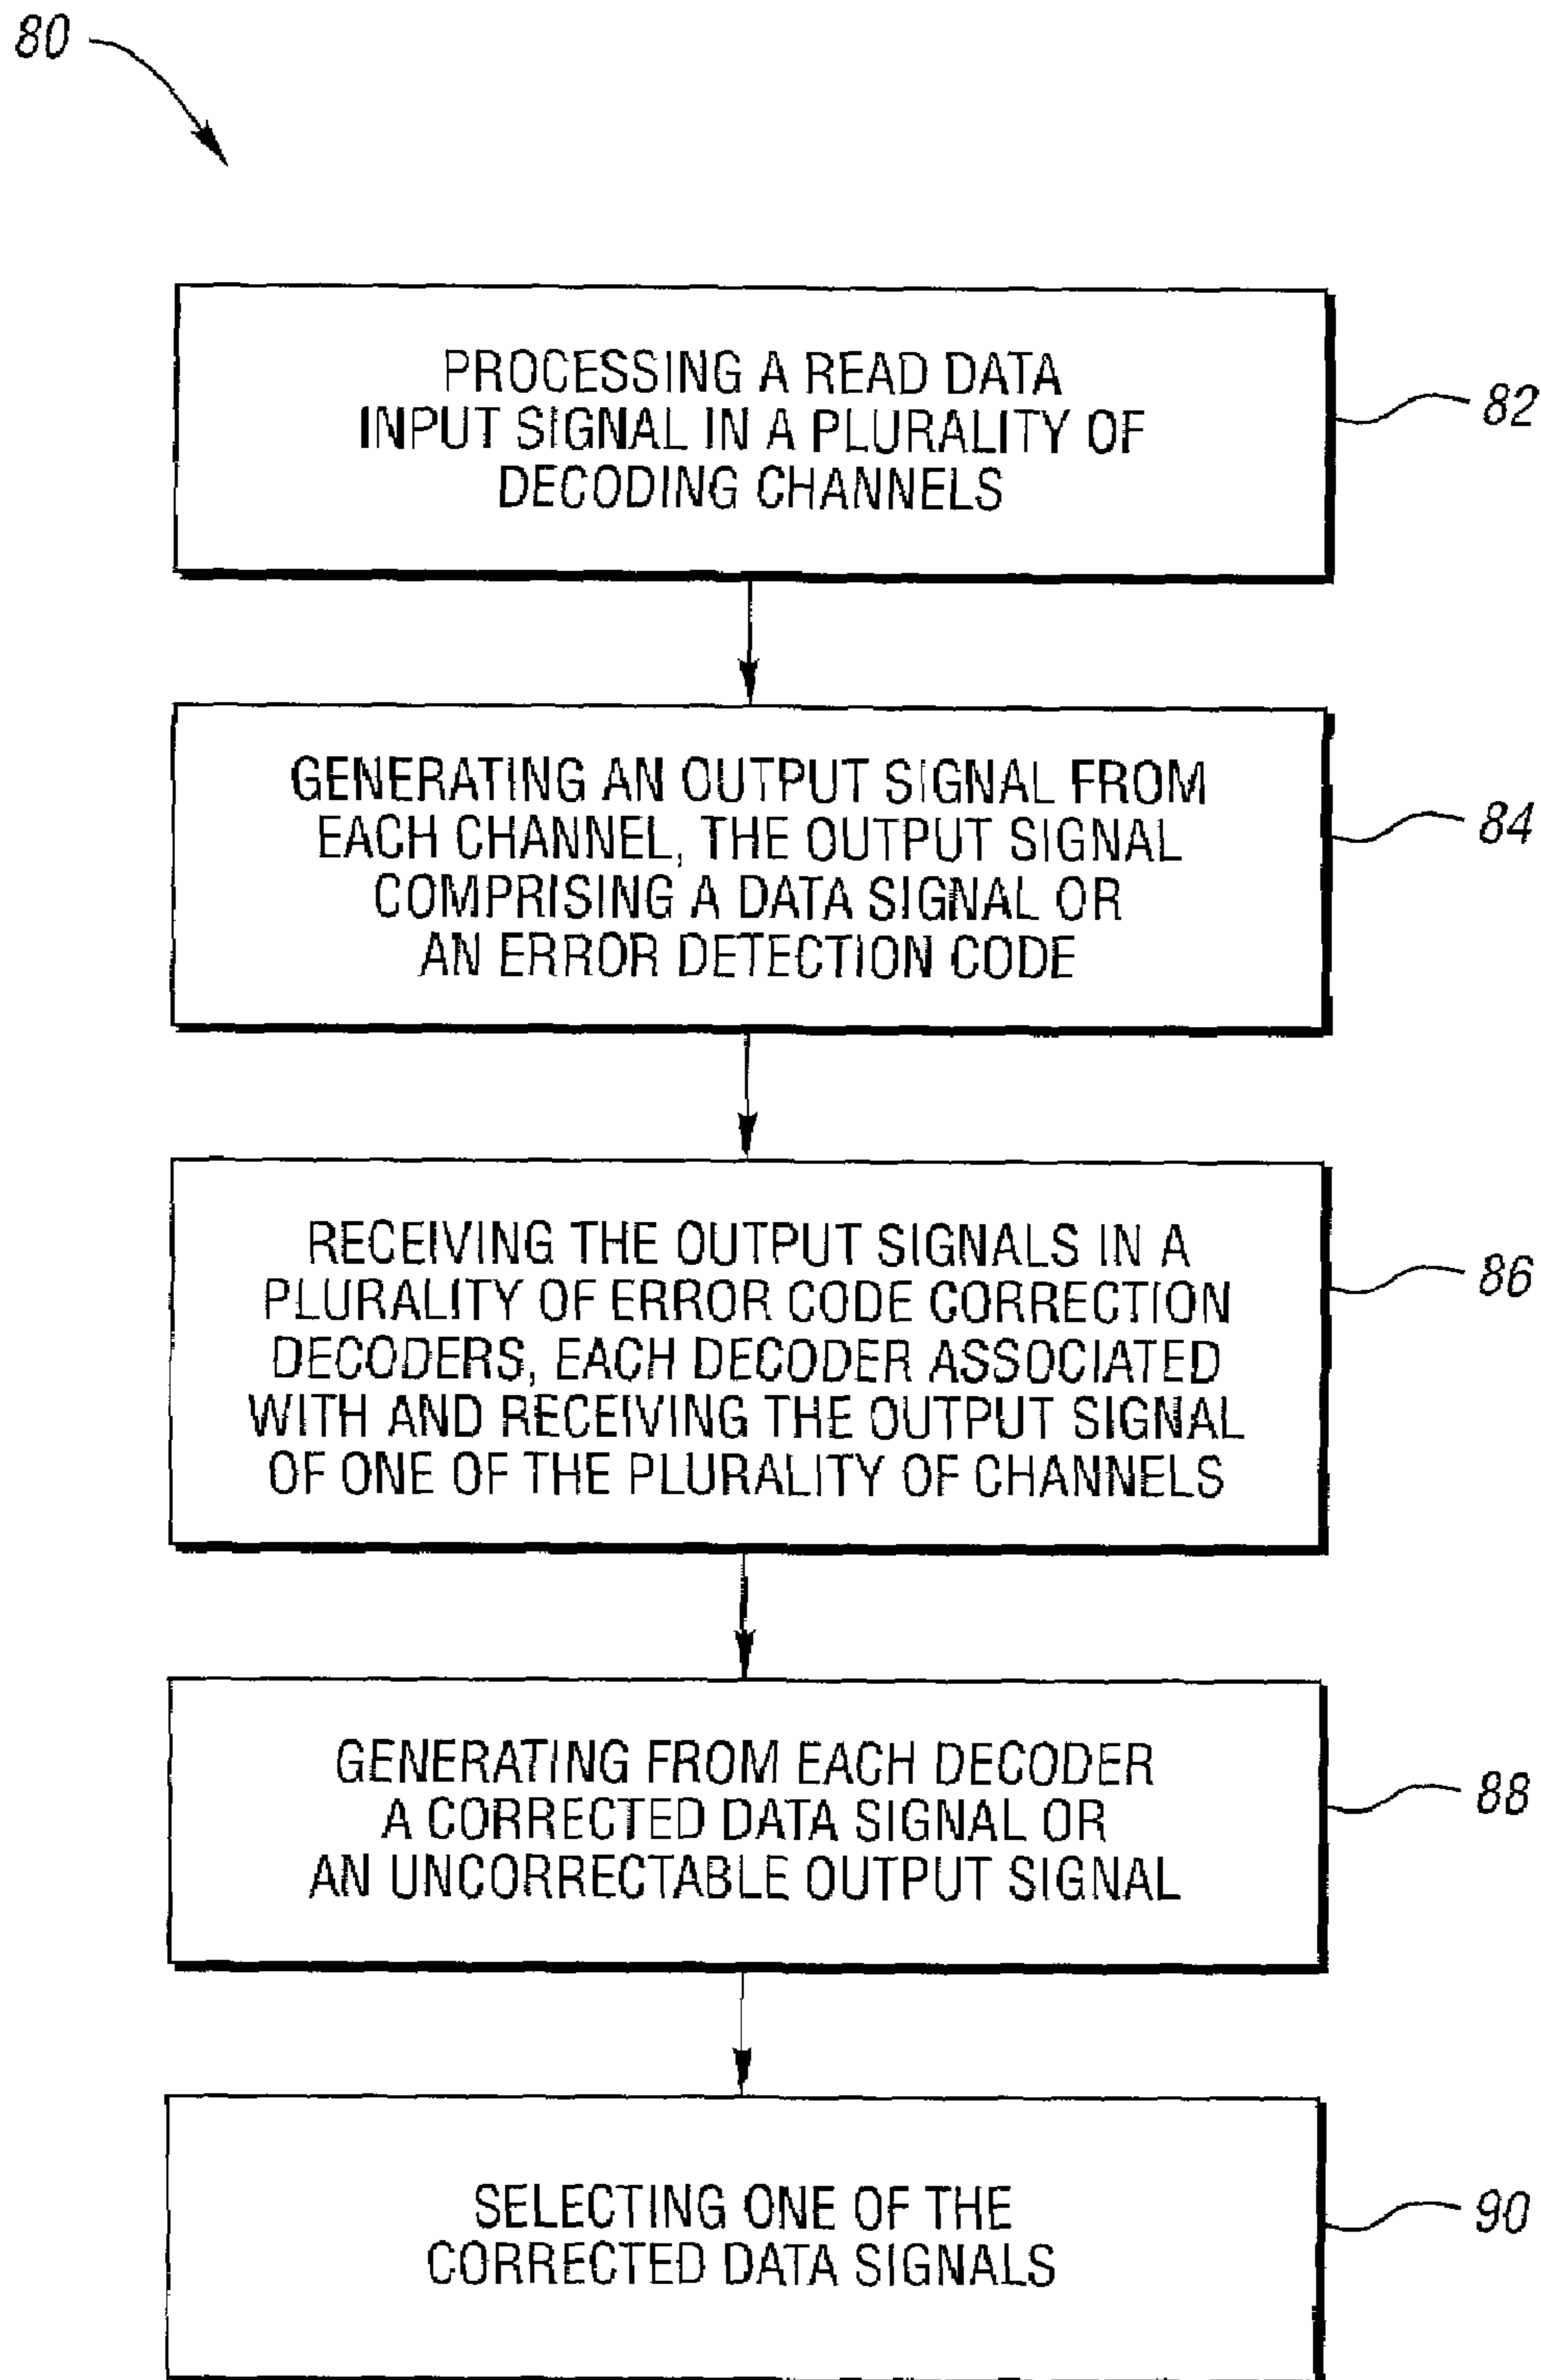 80
PROCESSING A READ DATA
INPUT SIGNAL IN A PLURALITY OF
DECODING CHANNELS
82
GENERATING AN OUTPUT SIGNAL FROM
EACH CHANNEL, THE OUTPUT SIGNAL
COMPRISING A DATA SIGNAL OR
AN ERROR DETECTION CODE
84
RECEIVING THE OUTPUT SIGNALS IN A
PLURALITY OF ERROR CODE CORRECTION
DECODERS, EACH DECODER ASSOCIATED
WITH AND RECEIVING THE OUTPUT SIGNAL
OF ONE OF THE PLURALITY OF CHANNELS
86
GENERATING FROM EACH DECODER
A CORRECTED DATA SIGNAL OR
AN UNCORRECTABLE OUTPUT SIGNAL
88
SELECTING ONE OF THE
CORRECTED DATA SIGNALS
90